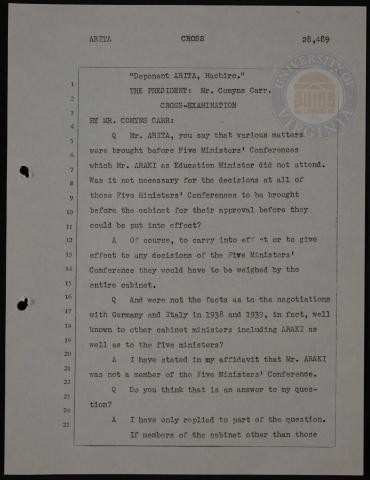 ARITA CROSS 28,489
"Deponent ARITA, Hachiro."
1
THE PRESIDENT: Mr. Comyns Carr.
2
CROSS-EXAMINATION
3
BY MR. COMYNS CARR:
4
Q Mr. ARITA, you say that various matters
5
were brought before Five Ministers' Conferences
6
which Mr. ARAKI as Education Minister did not attend.
7
Was it not necessary for the decisions at all of
8
those Five Ministers' Conferences to be brought
9
before the cabinet for their approval before they
10
could be put into effect?
11
A Of course, to carry into eff ct or to give
12
effect to any decisions of the Five Ministers'
13
Conference they would have to be weighed by the
14
entire cabinet.
15
Q And were not the facts as to the negotiations
16
with Germany and Italy in 1938 and 1939, in fact, well
17
known to other cabinet ministers including ARAKI as
18
well as to the five ministers?
19
A I have stated in my affidavit that Mr. ARAKI
20
was not a member of the Five Ministers' Conference.
21
Q Do you think that is an answer to my ques-
22
tion?
23
A I have only replied to part of the question.
24
If members of the cabinet other than those
25
UNIVERSITY OF VIRGINIA